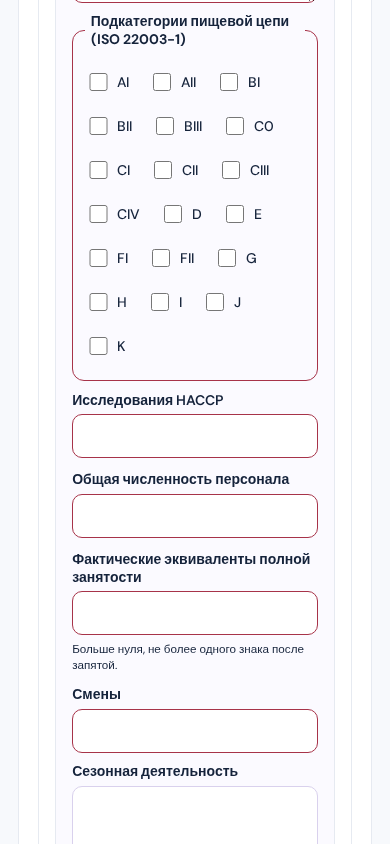 Подкатегории пищевой цепи
(ISO 22003-1)
AI AII BI
BII BIII C0
CI CII CIII
CIV D E
FI FII G
H I J
K
Исследования HACCP
Общая численность персонала
Фактические эквиваленты полной
занятости
Больше нуля, не более одного знака после
запятой.
Смены
Сезонная деятельность